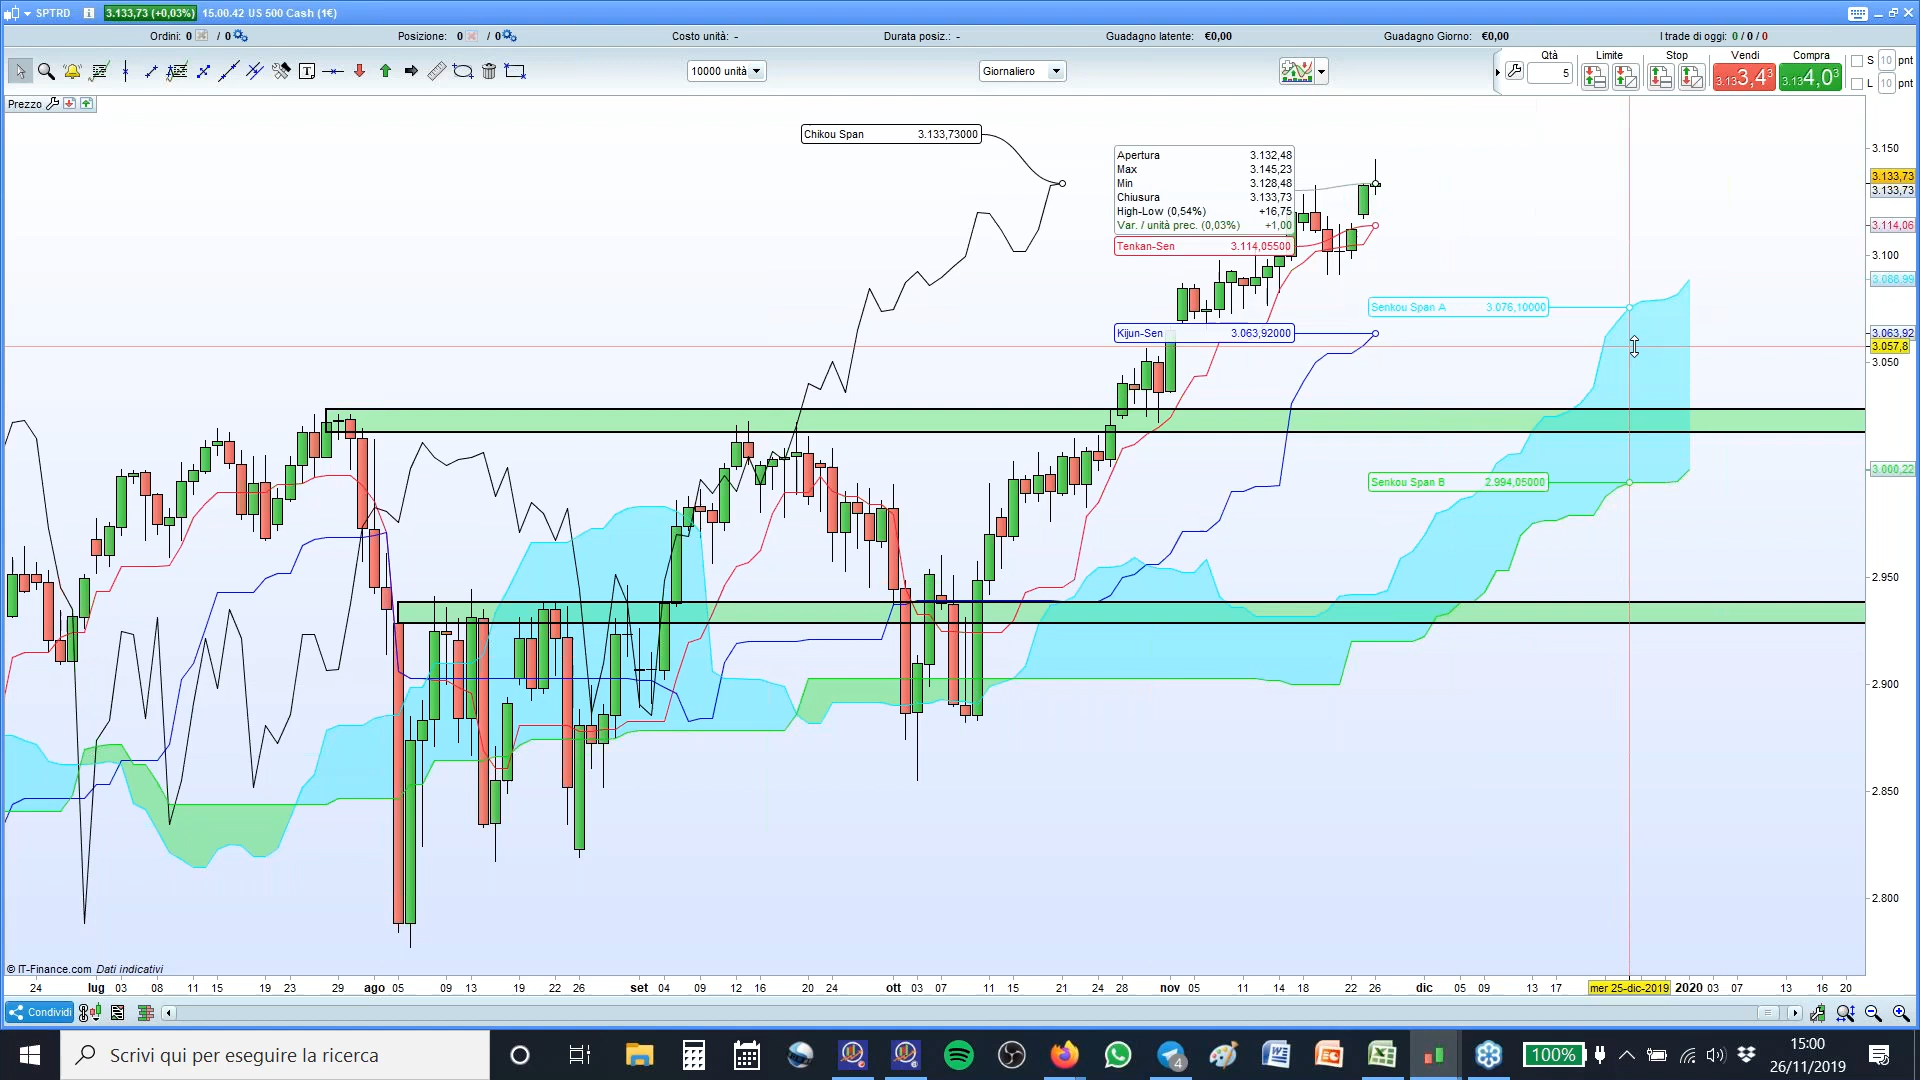 SPTRD 3.133,73 (+0,03%) 15.00.42 US 500 Cash (1€)
Ordini: 0 / 0 Posizione: 0 / 0 Costo unità: - Durata posiz.: - Guadagno latente: €0,00 Guadagno Giorno: €0,00 I trade di oggi: 0 / 0 / 0
10000 unità Giornaliero
Qtà Limite Stop Vendi Compra S 10 pnt
5 3.133,4³ 3.134,0³ L 10 pnt
Prezzo
Chikou Span 3.133,73000
Apertura 3.132,48
Max 3.145,23
Min 3.128,48
Chiusura 3.133,73
High-Low (0,54%) +16,75
Var. / unità prec. (0,03%) +1,00
Tenkan-Sen 3.114,05500
Senkou Span A 3.076,10000
Kijun-Sen 3.063,92000
Senkou Span B 2.994,05000
3.150
3.133,73
3.133,73
3.114,06
3.100
3.063,92
3.057,8
3.050
3.000,22
2.950
2.900
2.850
2.800
© IT-Finance.com Dati indicativi
24 lug 03 08 11 15 19 23 29 ago 05 09 13 19 22 26 set 04 09 12 16 20 24 ott 03 07 11 15 21 24 28 nov 05 11 14 18 22 26 dic 05 09 13 17 mer 25-dic-2019 2020 03 07 13 16 20
Condividi
Scrivi qui per eseguire la ricerca
4
100%
15:00
26/11/2019